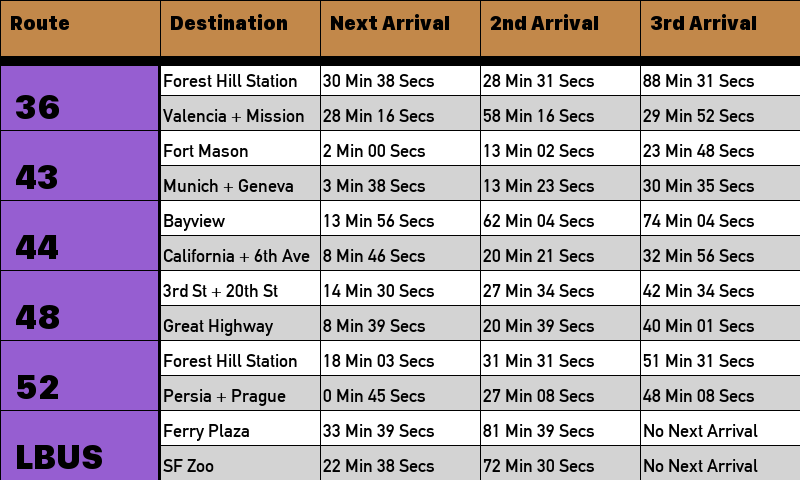 Route Destination Next Arrival 2nd Arrival 3rd Arrival
36 Forest Hill Station 30 Min 38 Secs 28 Min 31 Secs 88 Min 31 Secs
Valencia + Mission 28 Min 16 Secs 58 Min 16 Secs 29 Min 52 Secs
43 Fort Mason 2 Min 00 Secs 13 Min 02 Secs 23 Min 48 Secs
Munich + Geneva 3 Min 38 Secs 13 Min 23 Secs 30 Min 35 Secs
44 Bayview 13 Min 56 Secs 62 Min 04 Secs 74 Min 04 Secs
California + 6th Ave 8 Min 46 Secs 20 Min 21 Secs 32 Min 56 Secs
48 3rd St + 20th St 14 Min 30 Secs 27 Min 34 Secs 42 Min 34 Secs
Great Highway 8 Min 39 Secs 20 Min 39 Secs 40 Min 01 Secs
52 Forest Hill Station 18 Min 03 Secs 31 Min 31 Secs 51 Min 31 Secs
Persia + Prague 0 Min 45 Secs 27 Min 08 Secs 48 Min 08 Secs
LBUS Ferry Plaza 33 Min 39 Secs 81 Min 39 Secs No Next Arrival
SF Zoo 22 Min 38 Secs 72 Min 30 Secs No Next Arrival